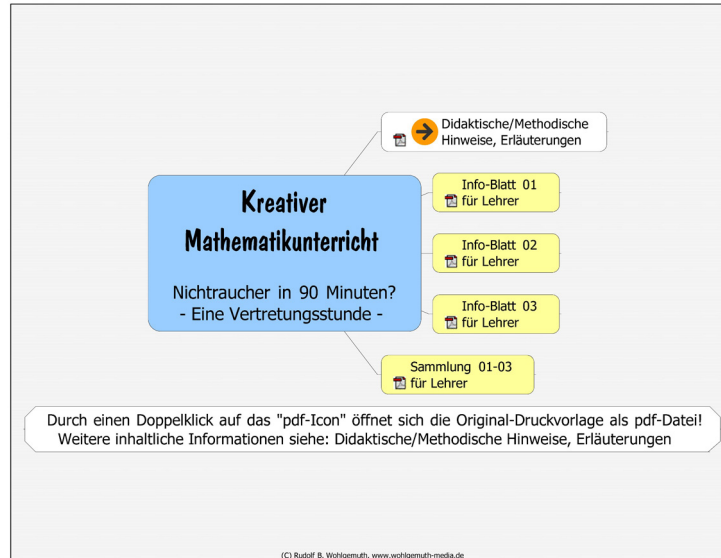 Didaktische/Methodische
Hinweise, Erläuterungen
Kreativer
Mathematikunterricht
Nichtraucher in 90 Minuten?
- Eine Vertretungsstunde -
Info-Blatt 01
für Lehrer
Info-Blatt 02
für Lehrer
Info-Blatt 03
für Lehrer
Sammlung 01-03
für Lehrer
Durch einen Doppelklick auf das "pdf-Icon" öffnet sich die Original-Druckvorlage als pdf-Datei!
Weitere inhaltliche Informationen siehe: Didaktische/Methodische Hinweise, Erläuterungen
(C) Rudolf B. Wohlgemuth, www.wohlgemuth-media.de